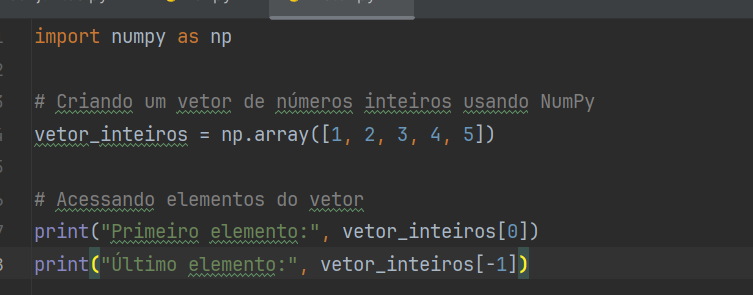 import numpy as np
# Criando um vetor de números inteiros usando NumPy
vetor_inteiros = np.array([1, 2, 3, 4, 5])
# Acessando elementos do vetor
print("Primeiro elemento:", vetor_inteiros[0])
print("Último elemento:", vetor_inteiros[-1])